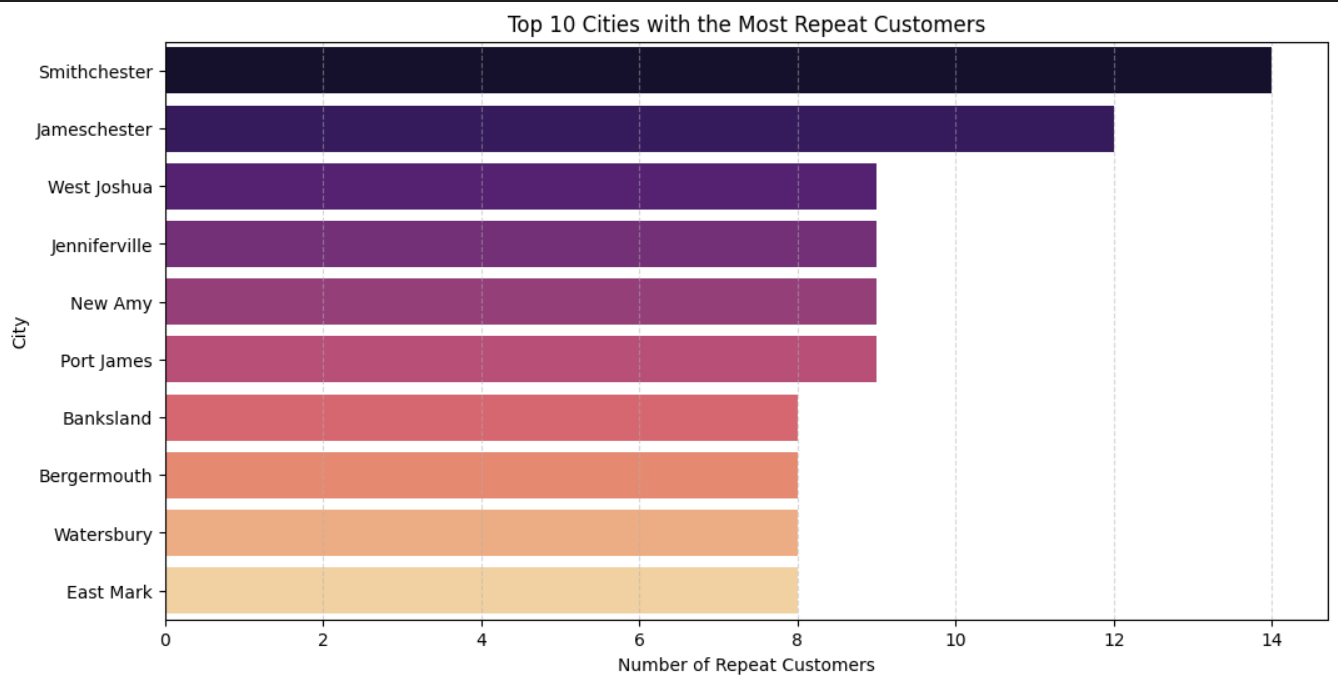 Top 10 Cities with the Most Repeat Customers
Smithchester
Jameschester
West Joshua
Jenniferville
New Amy
Port James
Banksland
Bergermouth
Watersbury
East Mark
City
0 2 4 6 8 10 12 14
Number of Repeat Customers